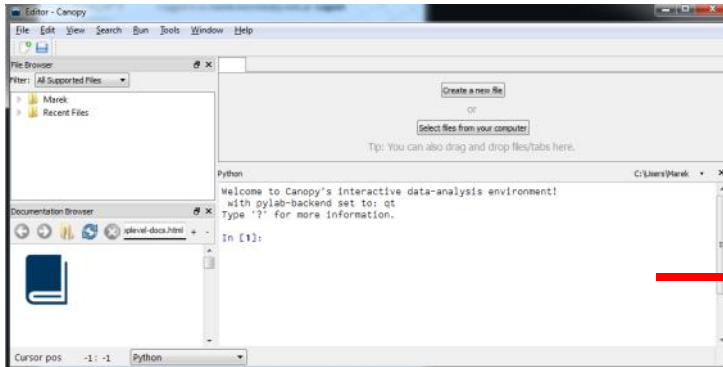 Editor - Canopy
File Edit View Search Run Tools Window Help
File Browser
Filter: All Supported Files
Marek
Recent Files
Create a new file
or
Select files from your computer
Tip: You can also drag and drop files/tabs here.
Python C:\Users\Marek
Welcome to Canopy's interactive data-analysis environment!
with pylab-backend set to: qt
Type '?' for more information.
In [1]:
Documentation Browser
plevel-docs.html + -
Cursor pos -1: -1 Python